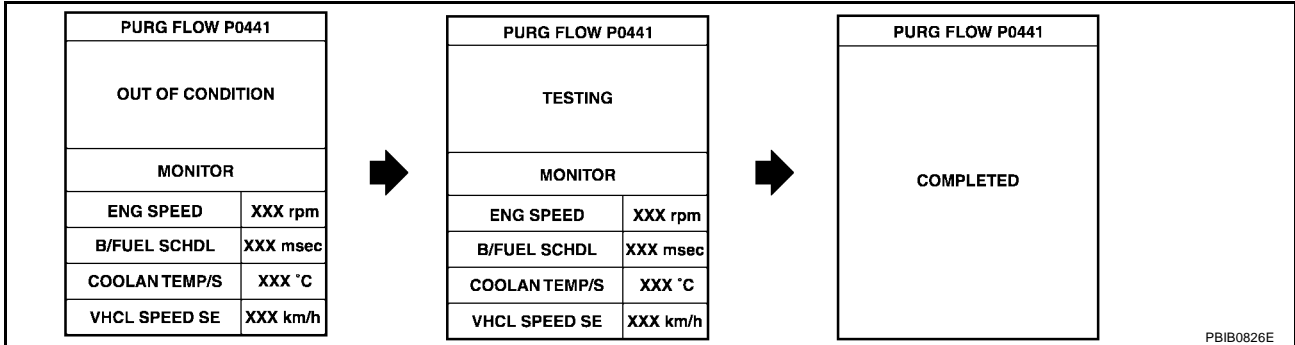 PURG FLOW P0441
OUT OF CONDITION
MONITOR
ENG SPEED XXX rpm
B/FUEL SCHDL XXX msec
COOLAN TEMP/S XXX °C
VHCL SPEED SE XXX km/h
PURG FLOW P0441
TESTING
MONITOR
ENG SPEED XXX rpm
B/FUEL SCHDL XXX msec
COOLAN TEMP/S XXX °C
VHCL SPEED SE XXX km/h
PURG FLOW P0441
COMPLETED
PBIB0826E